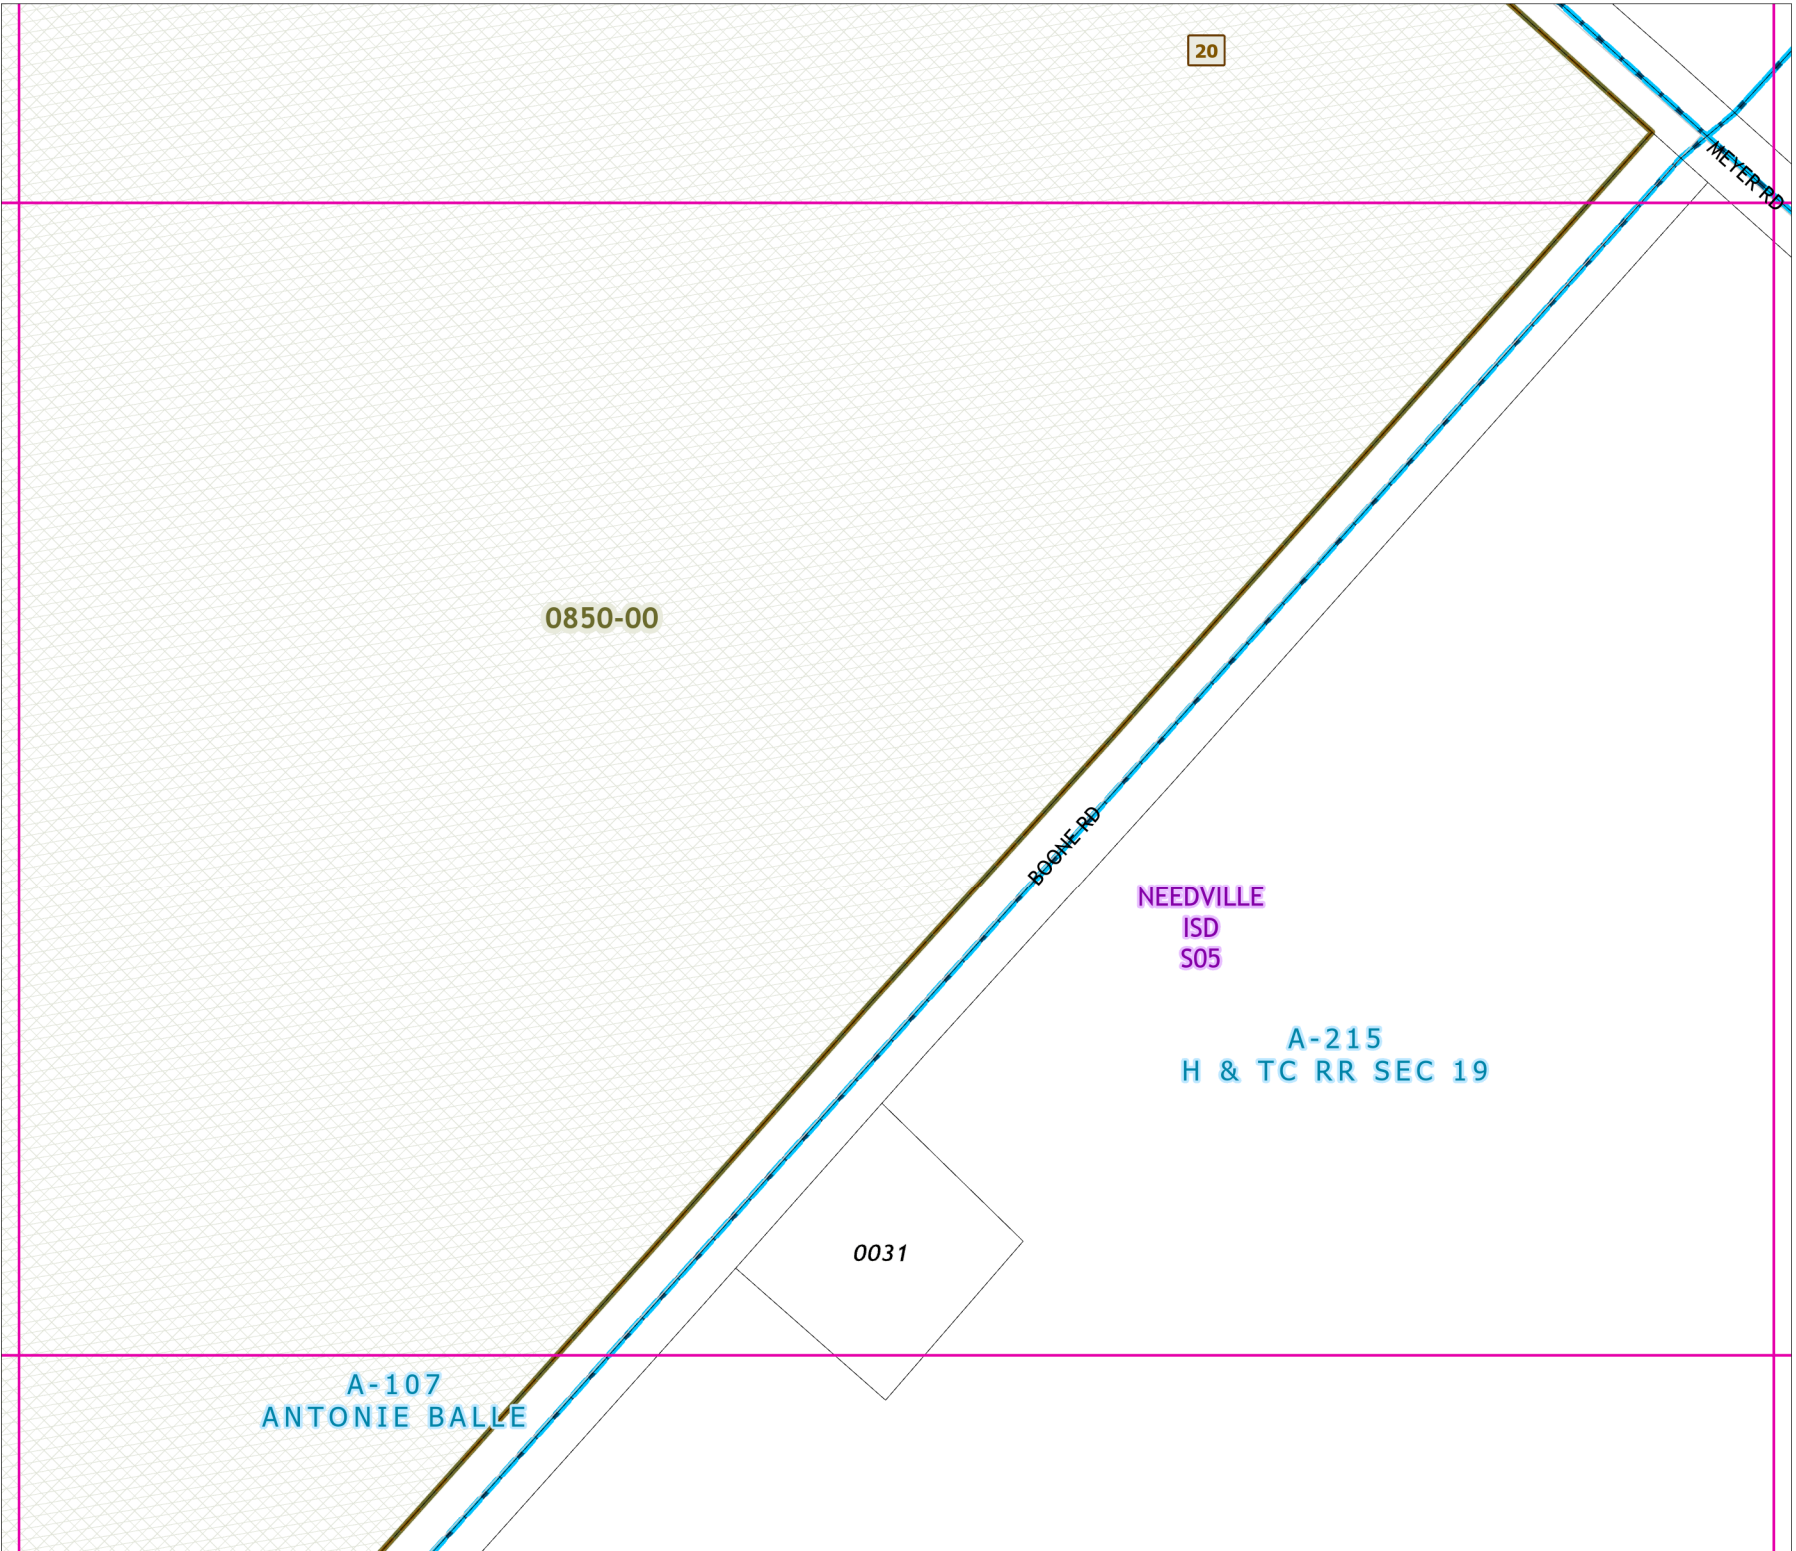 20
MEYER RD
0850-00
BOONE RD
NEEDVILLE
ISD
S05
A-215
H & TC RR SEC 19
0031
A-107
ANTONIE BALLE